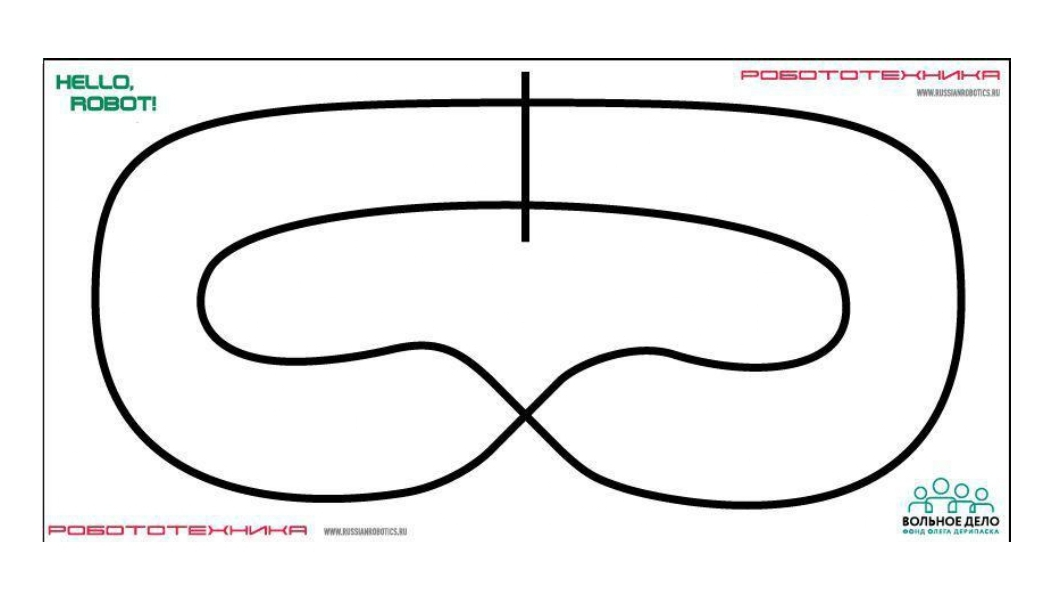 HELLO,
ROBOT!
РОБОТОТЕХНИКА
WWW.RUSSIANROBOTICS.RU
РОБОТОТЕХНИКА
WWW.RUSSIANROBOTICS.RU
ВОЛЬНОЕ ДЕЛО
ФОНД ОЛЕГА ДЕРИПАСКА